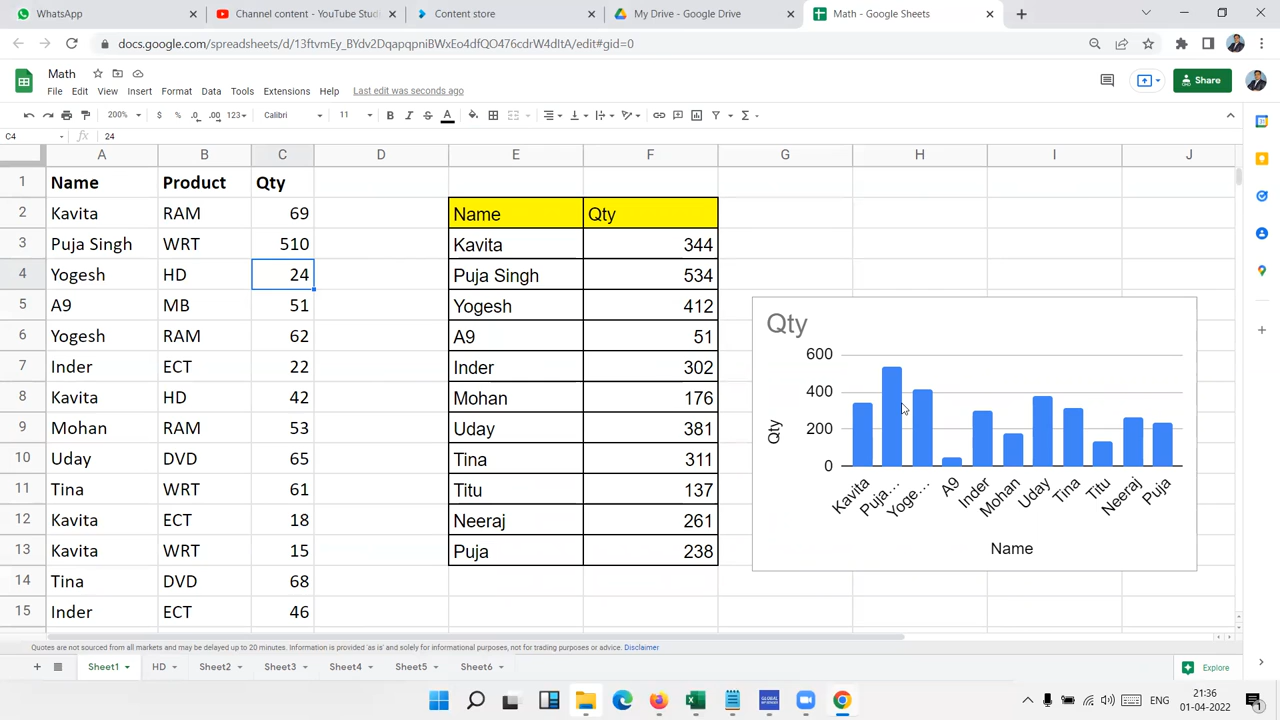 WhatsApp
Channel content - YouTube Studi
Content store
My Drive - Google Drive
Math - Google Sheets
docs.google.com/spreadsheets/d/13ftvmEy_BYdv2DqapqpniBWxEo4dfQO476cdrW4dItA/edit#gid=0
Math
File Edit View Insert Format Data Tools Extensions Help Last edit was seconds ago
Share
200% $ % .0 .00 123 Calibri 11 B I S A
C4 fx 24
A B C D E F G H I J
1 Name Product Qty
2 Kavita RAM 69 Name Qty
3 Puja Singh WRT 510 Kavita 344
4 Yogesh HD 24 Puja Singh 534
5 A9 MB 51 Yogesh 412
6 Yogesh RAM 62 A9 51
7 Inder ECT 22 Inder 302
8 Kavita HD 42 Mohan 176
9 Mohan RAM 53 Uday 381
10 Uday DVD 65 Tina 311
11 Tina WRT 61 Titu 137
12 Kavita ECT 18 Neeraj 261
13 Kavita WRT 15 Puja 238
14 Tina DVD 68
15 Inder ECT 46
Qty
600
400
200
0
Qty
Kavita Puja... Yoge... A9 Inder Mohan Uday Tina Titu Neeraj Puja
Name
Quotes are not sourced from all markets and may be delayed up to 20 minutes. Information is provided 'as is' and solely for informational purposes, not for trading purposes or advice. Disclaimer
Sheet1 HD Sheet2 Sheet3 Sheet4 Sheet5 Sheet6 Explore
ENG
21:36
01-04-2022